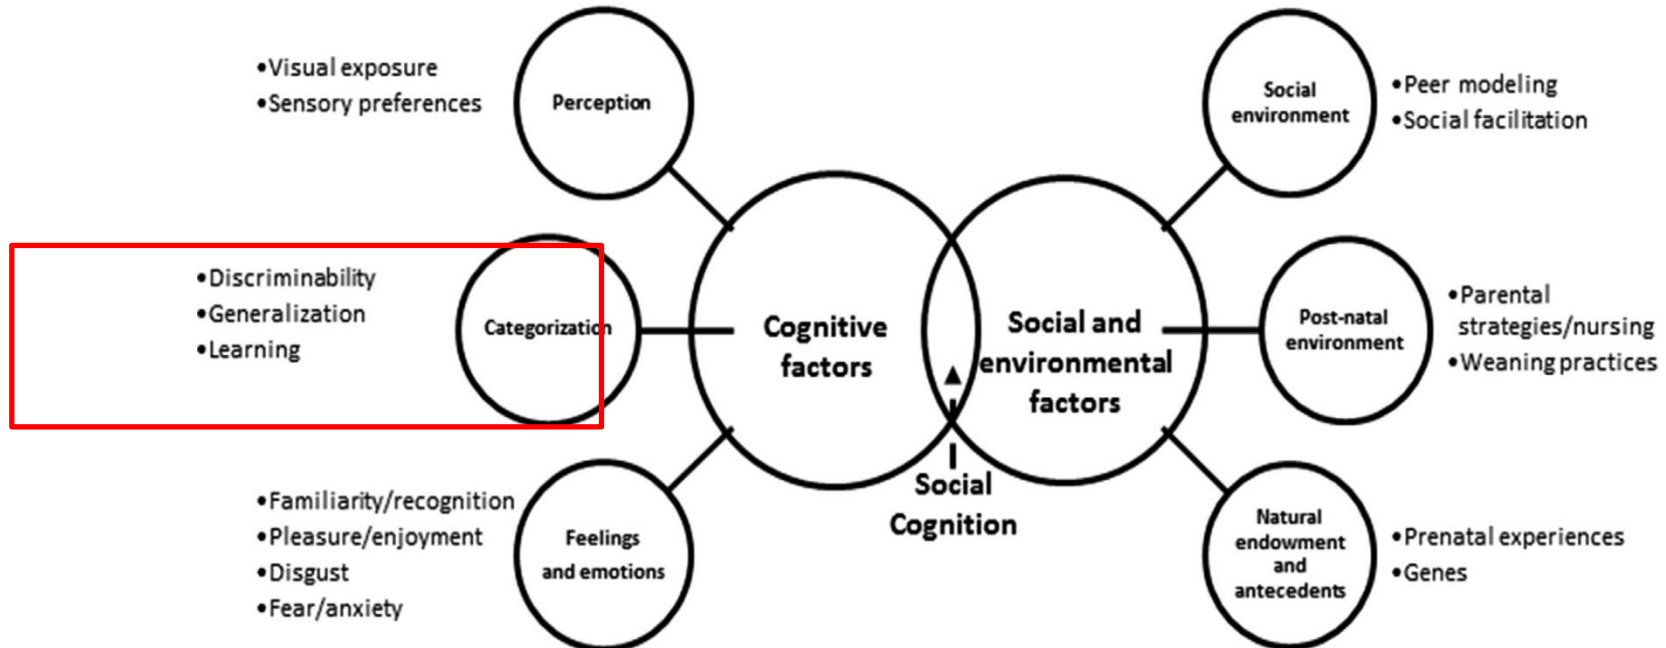 •Visual exposure
•Sensory preferences
Perception
•Discriminability
•Generalization
•Learning
Categorization
•Familiarity/recognition
•Pleasure/enjoyment
•Disgust
•Fear/anxiety
Feelings
and emotions
Cognitive
factors
Social and
environmental
factors
Social
Cognition
Social
environment
•Peer modeling
•Social facilitation
Post-natal
environment
•Parental
strategies/nursing
•Weaning practices
Natural
endowment
and
antecedents
•Prenatal experiences
•Genes